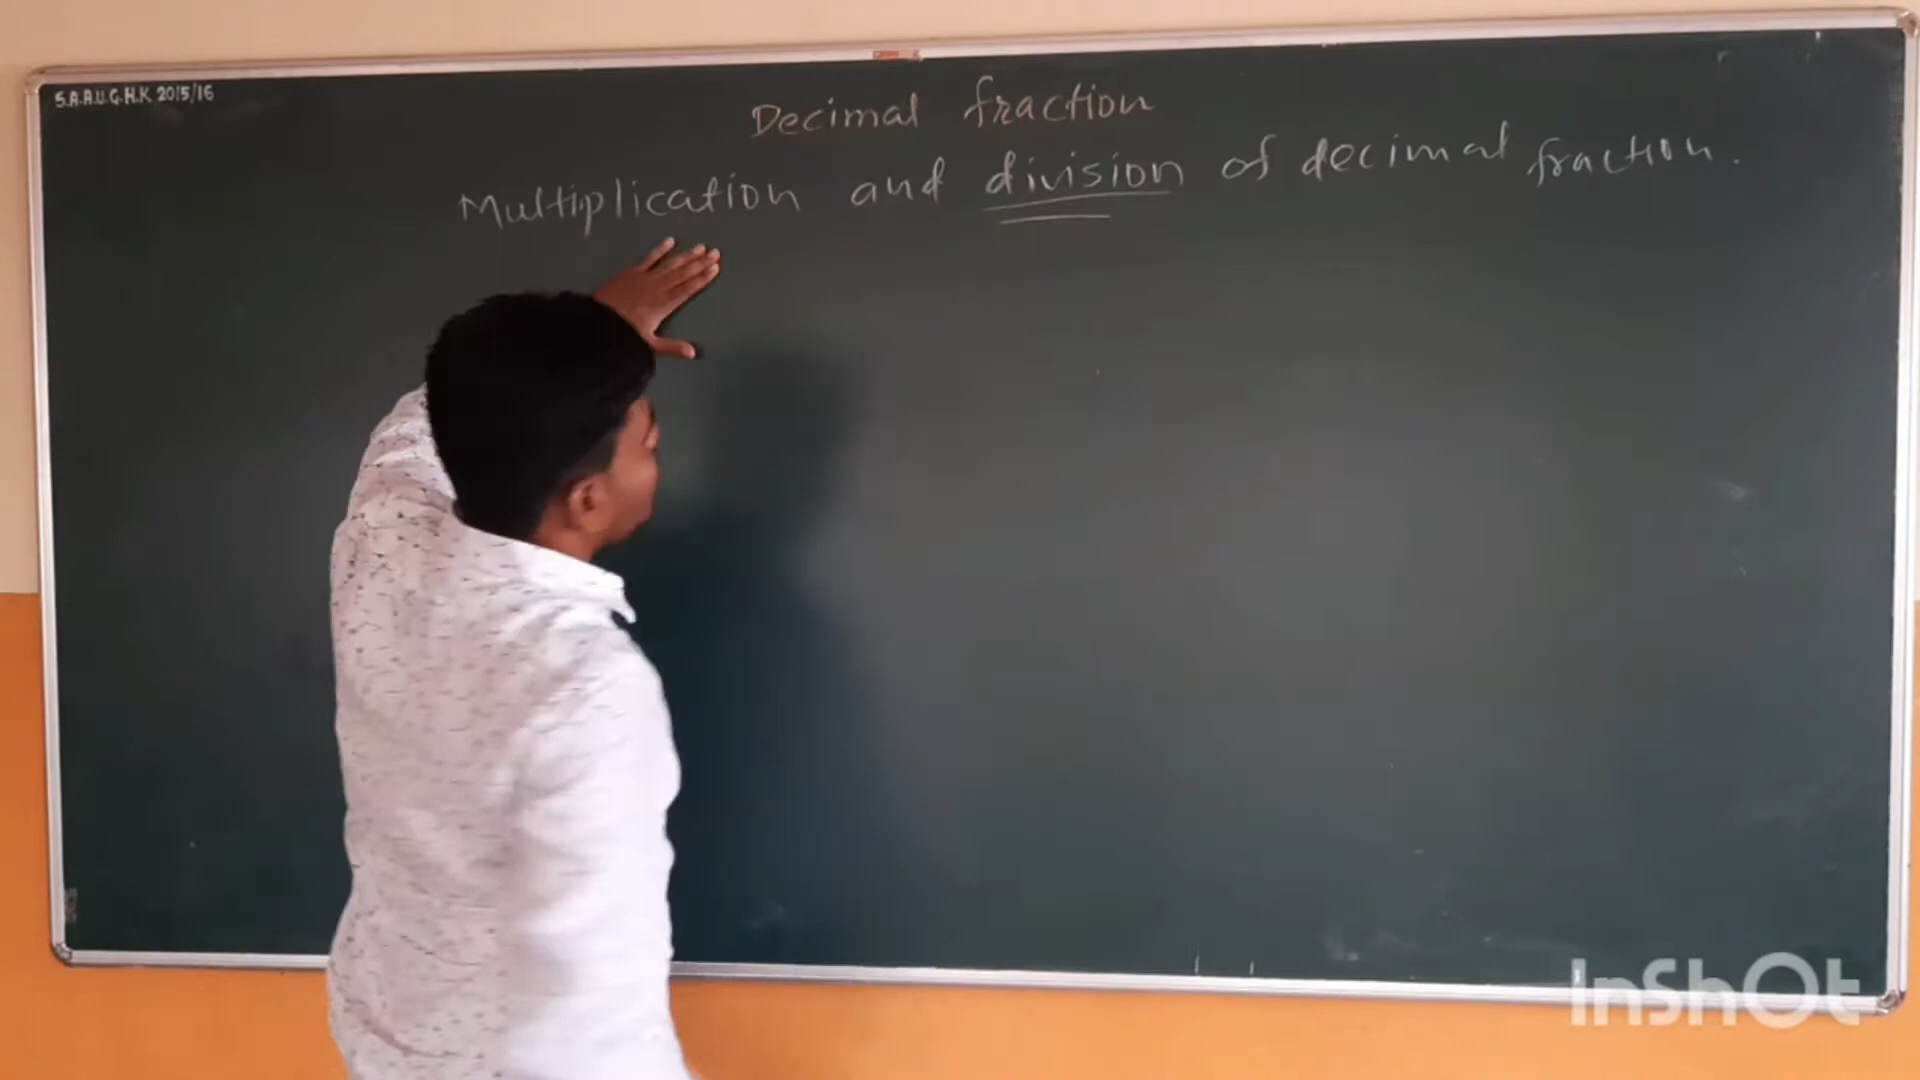 S.A.A.U.G.H.K 2015/16
Decimal fraction
Multiplication and division of decimal fraction.
InShOt